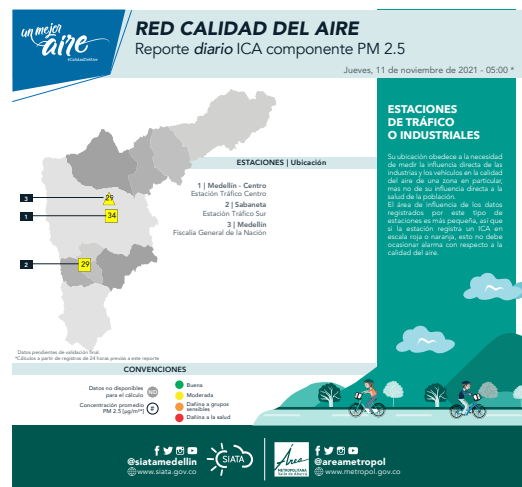 un mejor
aire
#CalidadDelAire
RED CALIDAD DEL AIRE
Reporte diario ICA componente PM 2.5
Jueves, 11 de noviembre de 2021 - 05:00 *
ESTACIONES
DE TRÁFICO
O INDUSTRIALES
Su ubicación obedece a la necesidad
de medir la influencia directa de las
industrias y los vehículos en la calidad
del aire de una zona en particular,
mas no de su influencia directa a la
salud de la población.
El área de influencia de los datos
registrados por este tipo de
estaciones es más pequeña, así que
si la estación registra un ICA en
escala roja o naranja, esto no debe
ocasionar alarma con respecto a la
calidad del aire.
ESTACIONES | Ubicación
1 | Medellín - Centro
Estación Tráfico Centro
2 | Sabaneta
Estación Tráfico Sur
3 | Medellín
Fiscalía General de la Nación
3
29
1
34
2
29
Datos pendientes de validación final.
*Cálculos a partir de registros de 24 horas previas a este reporte
CONVENCIONES
Datos no disponibles
para el cálculo
Concentración promedio
PM 2.5 [µg/m³]
#
Buena
Moderada
Dañina a grupos
sensibles
Dañina a la salud
@siatamedellin
www.siata.gov.co
SIATA
Área
METROPOLITANA
Valle de Aburrá
@areametropol
www.metropol.gov.co